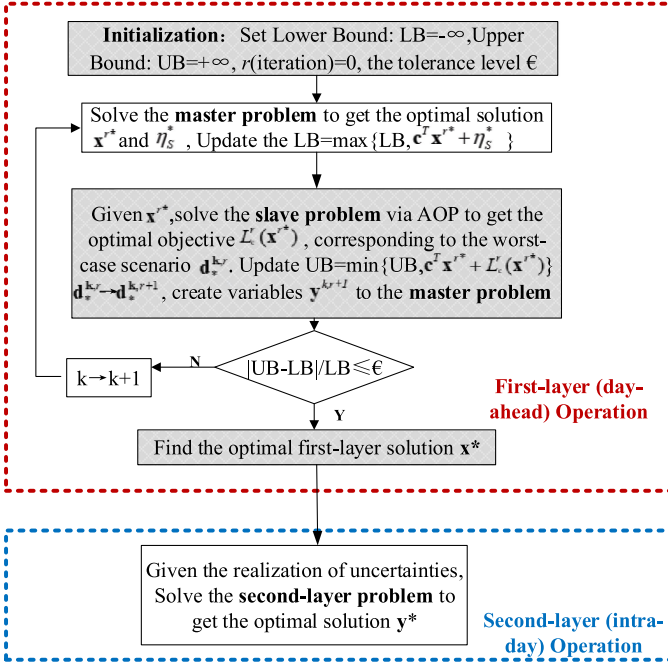 Initialization: Set Lower Bound: LB=-∞,Upper
Bound: UB=+∞, r(iteration)=0, the tolerance level €
Solve the master problem to get the optimal solution
x^{r*} and η_S^* , Update the LB=max{LB, c^T x^{r*} + η_S^* }
Given x^{r*},solve the slave problem via AOP to get the
optimal objective L_c^r(x^{r*}) , corresponding to the worst-
case scenario d_*^{k,r}. Update UB=min{UB, c^T x^{r*} + L_c^r(x^{r*})}
d_*^{k,r}→d_*^{k,r+1}, create variables y^{k,r+1} to the master problem
N
|UB-LB|/LB≤€
k→k+1
Y
First-layer (day-
ahead) Operation
Find the optimal first-layer solution x*
Given the realization of uncertainties,
Solve the second-layer problem to
get the optimal solution y*
Second-layer (intra-
day) Operation